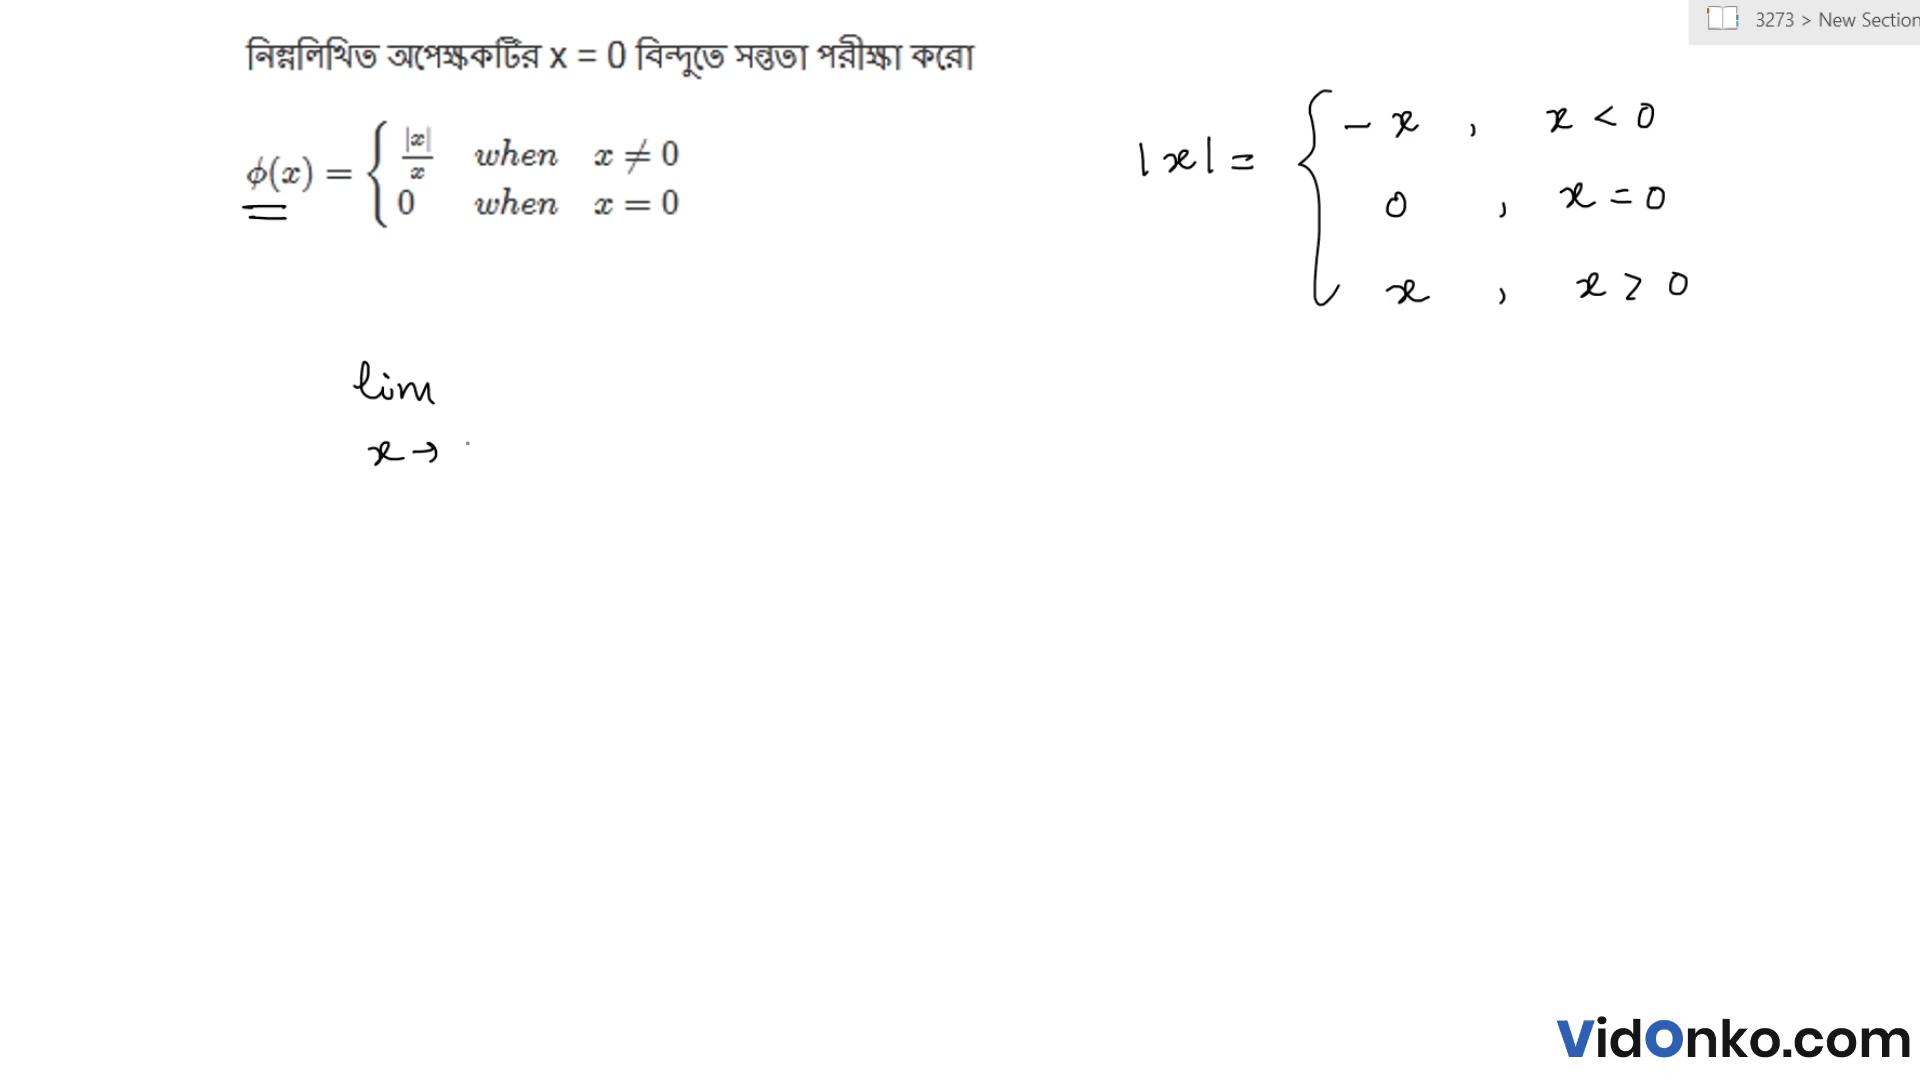 3273 > New Section
নিম্নলিখিত অপেক্ষকটির x = 0 বিন্দুতে সন্ততা পরীক্ষা করো
ϕ(x) = { |x|/x when x ≠ 0
0 when x = 0
|x| = { -x , x < 0
0 , x = 0
x , x > 0
lim
x →
VidOnko.com